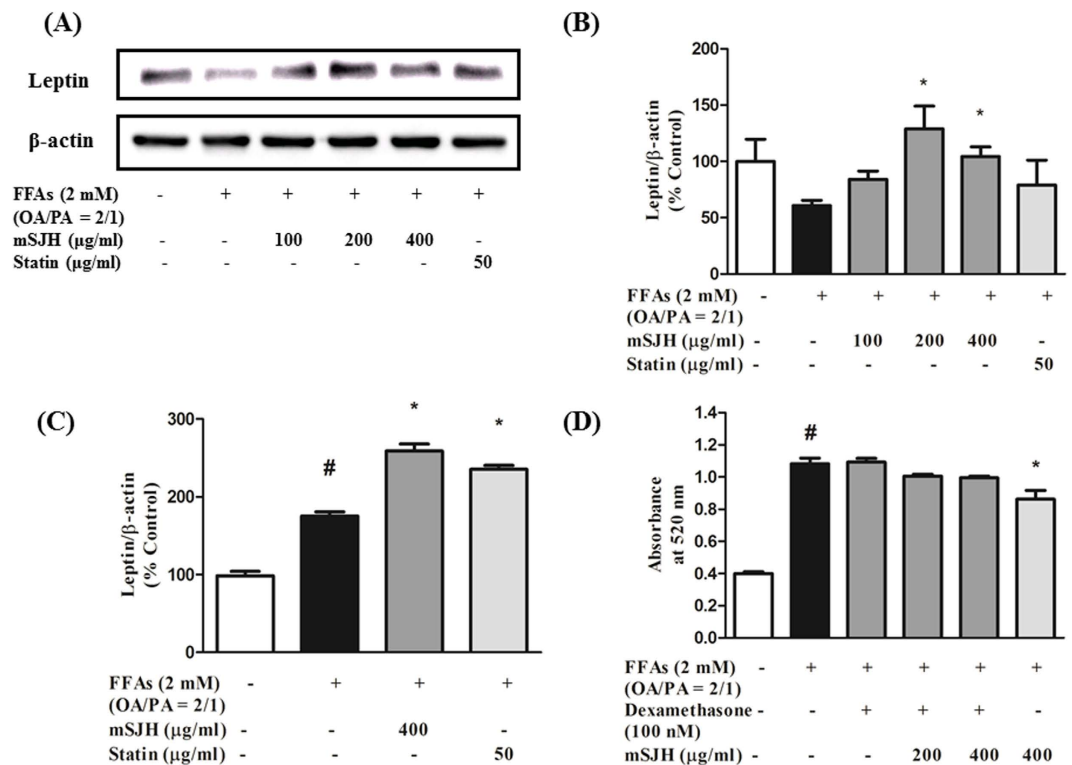 (A)
Leptin
β-actin
FFAs (2 mM) - + + + + +
(OA/PA = 2/1)
mSJH (μg/ml) - - 100 200 400 -
Statin (μg/ml) - - - - - 50
(B)
Leptin/β-actin
(% Control)
200
150
100
50
0
* *
FFAs (2 mM) - + + + + +
(OA/PA = 2/1)
mSJH (μg/ml) - - 100 200 400 -
Statin (μg/ml) - - - - - 50
(C)
Leptin/β-actin
(% Control)
300
200
100
0
# * *
FFAs (2 mM) - + + +
(OA/PA = 2/1)
mSJH (μg/ml) - - 400 -
Statin (μg/ml) - - - 50
(D)
Absorbance
at 520 nm
1.4
1.2
1.0
0.8
0.6
0.4
0.2
0.0
# *
FFAs (2 mM) - + + + + +
(OA/PA = 2/1)
Dexamethasone - - + + + -
(100 nM)
mSJH (μg/ml) - - - 200 400 400